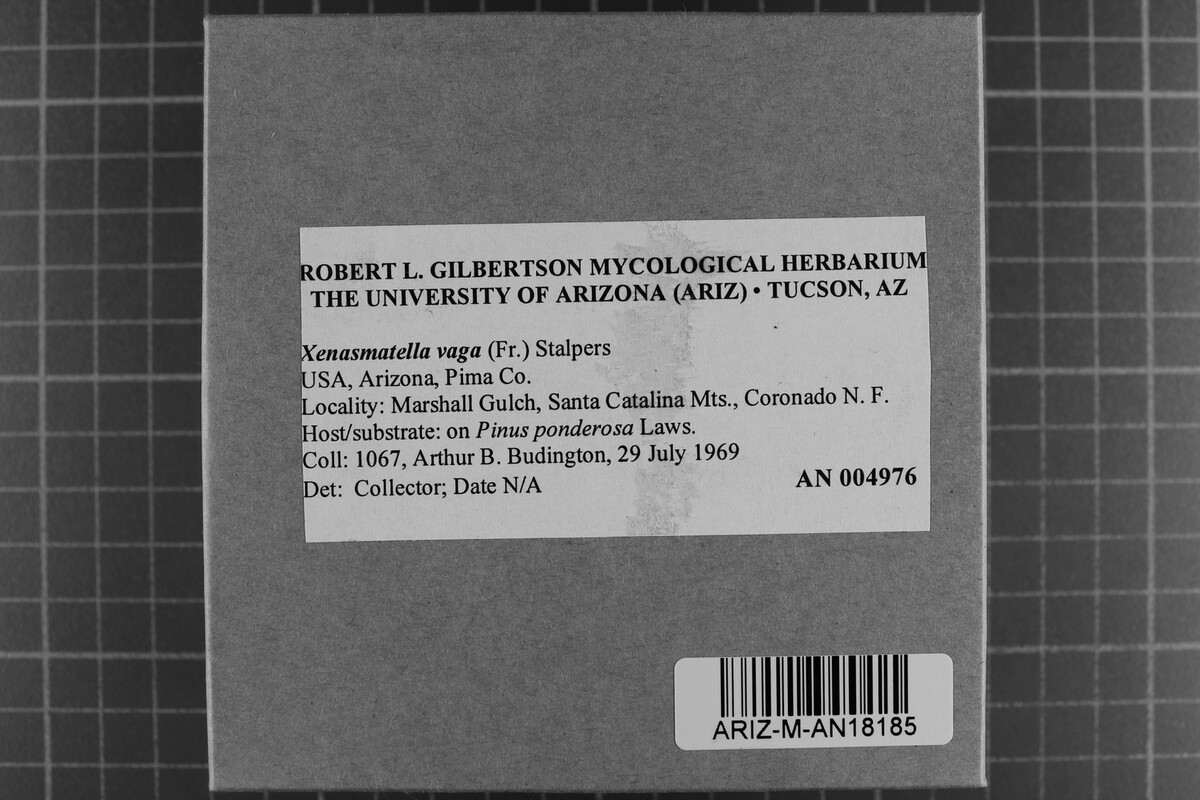 ROBERT L. GILBERTSON MYCOLOGICAL HERBARIUM
THE UNIVERSITY OF ARIZONA (ARIZ) • TUCSON, AZ
Xenasmatella vaga (Fr.) Stalpers
USA, Arizona, Pima Co.
Locality: Marshall Gulch, Santa Catalina Mts., Coronado N. F.
Host/substrate: on Pinus ponderosa Laws.
Coll: 1067, Arthur B. Budington, 29 July 1969
Det: Collector; Date N/A
AN 004976
ARIZ-M-AN18185